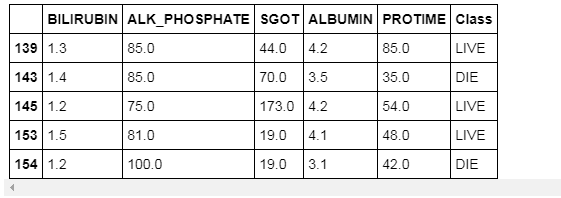 BILIRUBIN ALK_PHOSPHATE SGOT ALBUMIN PROTIME Class
139 1.3 85.0 44.0 4.2 85.0 LIVE
143 1.4 85.0 70.0 3.5 35.0 DIE
145 1.2 75.0 173.0 4.2 54.0 LIVE
153 1.5 81.0 19.0 4.1 48.0 LIVE
154 1.2 100.0 19.0 3.1 42.0 DIE